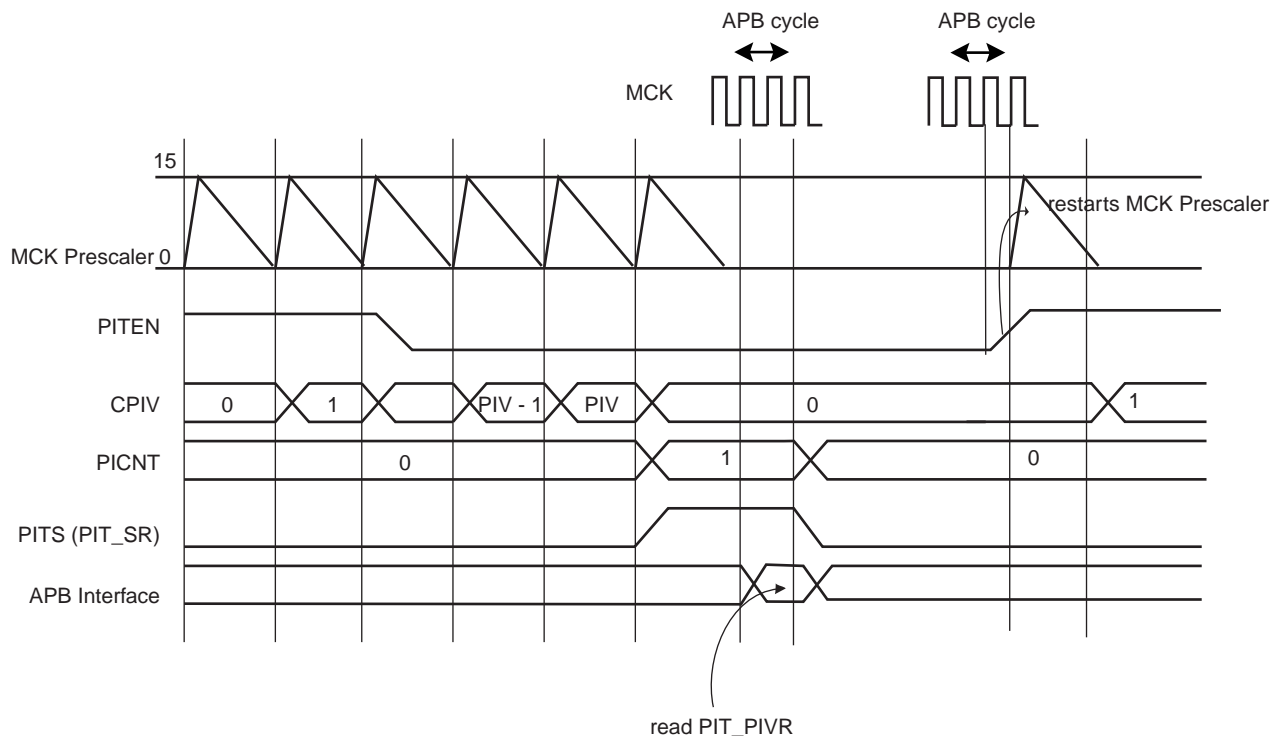 APB cycle
APB cycle
MCK
15
restarts MCK Prescaler
MCK Prescaler 0
PITEN
CPIV
0
1
PIV - 1
PIV
0
1
PICNT
0
1
0
PITS (PIT_SR)
APB Interface
read PIT_PIVR